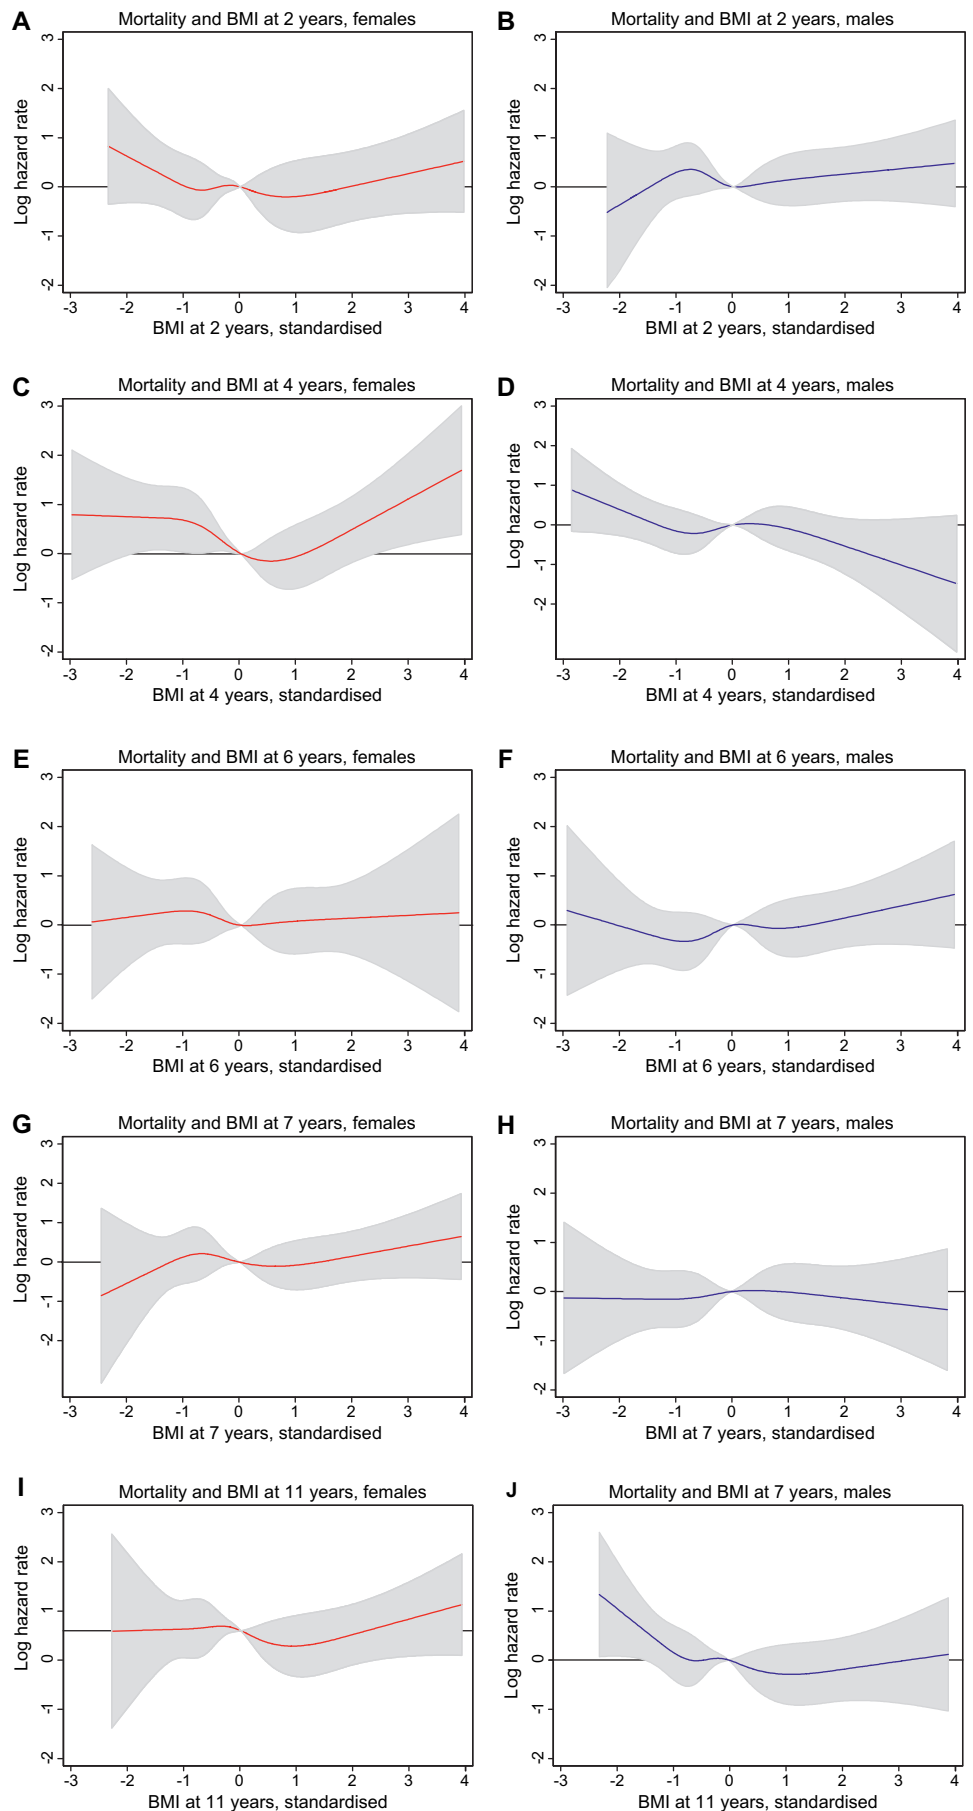 A
Mortality and BMI at 2 years, females
Log hazard rate
3
2
1
0
-1
-2
-3 -2 -1 0 1 2 3 4
BMI at 2 years, standardised
B
Mortality and BMI at 2 years, males
Log hazard rate
3
2
1
0
-1
-2
-3 -2 -1 0 1 2 3 4
BMI at 2 years, standardised
C
Mortality and BMI at 4 years, females
Log hazard rate
3
2
1
0
-1
-2
-3 -2 -1 0 1 2 3 4
BMI at 4 years, standardised
D
Mortality and BMI at 4 years, males
Log hazard rate
3
2
1
0
-1
-2
-3 -2 -1 0 1 2 3 4
BMI at 4 years, standardised
E
Mortality and BMI at 6 years, females
Log hazard rate
3
2
1
0
-1
-2
-3 -2 -1 0 1 2 3 4
BMI at 6 years, standardised
F
Mortality and BMI at 6 years, males
Log hazard rate
3
2
1
0
-1
-2
-3 -2 -1 0 1 2 3 4
BMI at 6 years, standardised
G
Mortality and BMI at 7 years, females
Log hazard rate
3
2
1
0
-1
-2
-3 -2 -1 0 1 2 3 4
BMI at 7 years, standardised
H
Mortality and BMI at 7 years, males
Log hazard rate
3
2
1
0
-1
-2
-3 -2 -1 0 1 2 3 4
BMI at 7 years, standardised
I
Mortality and BMI at 11 years, females
Log hazard rate
3
2
1
0
-1
-2
-3 -2 -1 0 1 2 3 4
BMI at 11 years, standardised
J
Mortality and BMI at 7 years, males
Log hazard rate
3
2
1
0
-1
-2
-3 -2 -1 0 1 2 3 4
BMI at 11 years, standardised